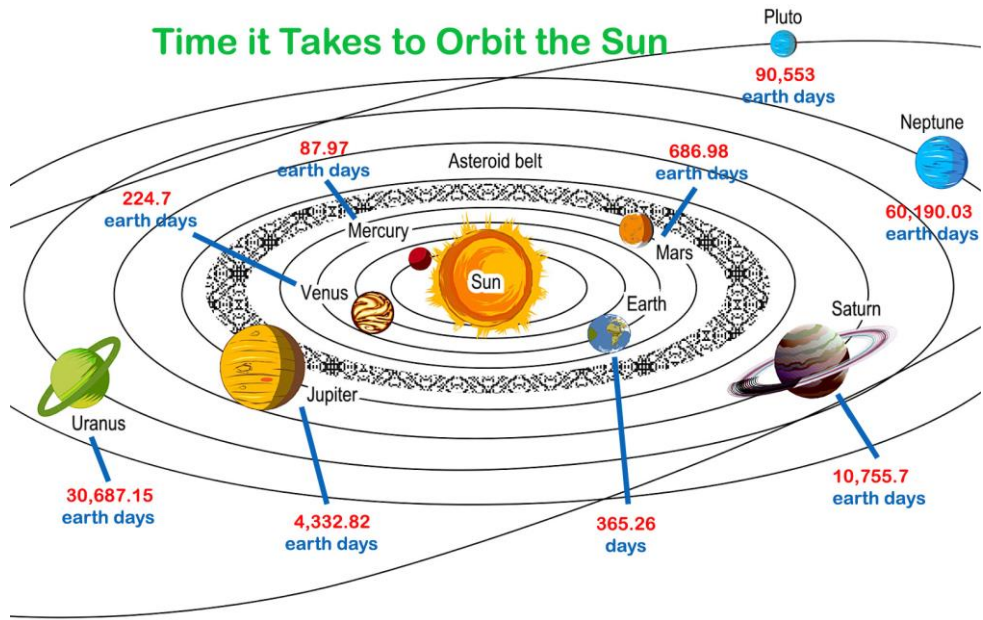 Time it Takes to Orbit the Sun
Pluto
90,553
earth days
Neptune
60,190.03
earth days
87.97
earth days
Asteroid belt
686.98
earth days
224.7
earth days
Mercury
Mars
Sun
Venus
Earth
Saturn
Jupiter
Uranus
10,755.7
earth days
30,687.15
earth days
4,332.82
earth days
365.26
days